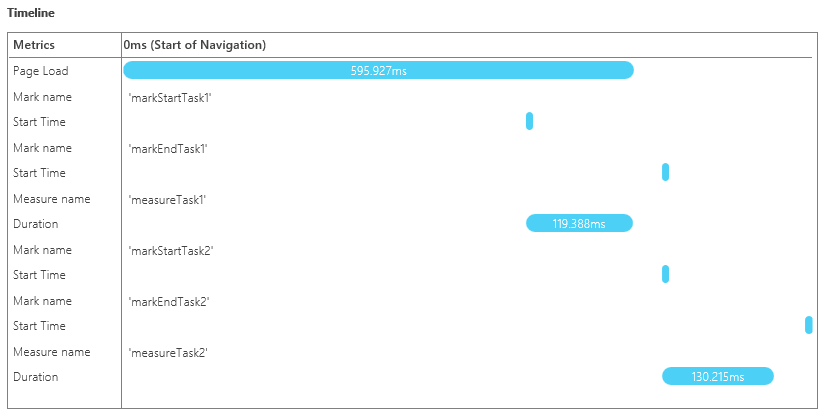 Timeline
Metrics 0ms (Start of Navigation)
Page Load 595.927ms
Mark name 'markStartTask1'
Start Time
Mark name 'markEndTask1'
Start Time
Measure name 'measureTask1'
Duration 119.388ms
Mark name 'markStartTask2'
Start Time
Mark name 'markEndTask2'
Start Time
Measure name 'measureTask2'
Duration 130.215ms